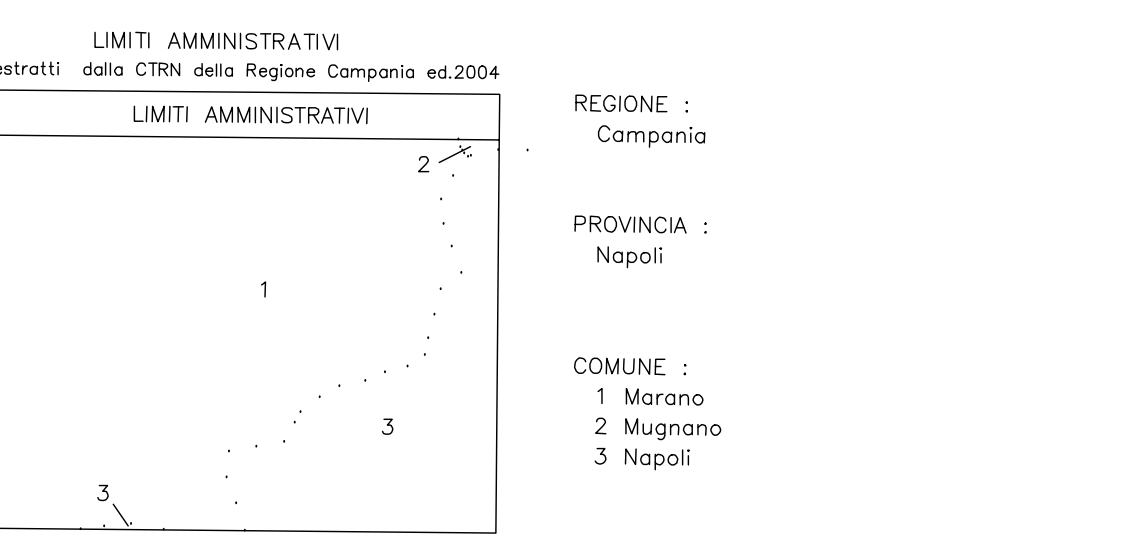 LIMITI AMMINISTRATIVI
estratti dalla CTRN della Regione Campania ed.2004
LIMITI AMMINISTRATIVI
2
1
3
3
REGIONE :
Campania
PROVINCIA :
Napoli
COMUNE :
1 Marano
2 Mugnano
3 Napoli